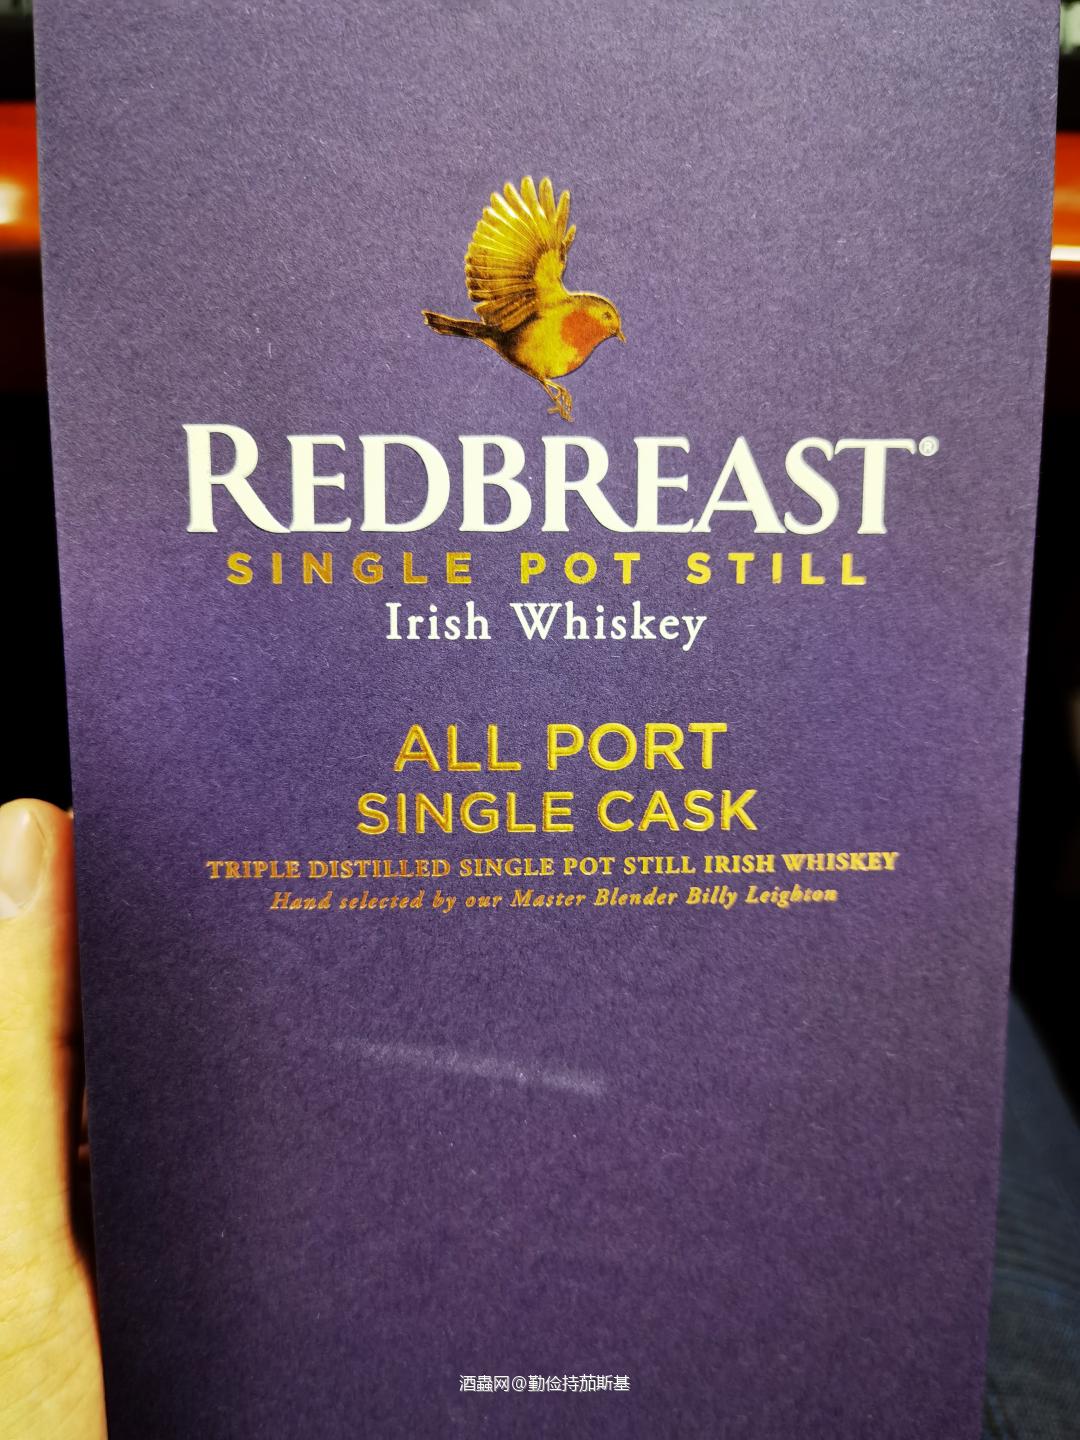 REDBREAST®
SINGLE POT STILL
Irish Whiskey
ALL PORT
SINGLE CASK
TRIPLE DISTILLED SINGLE POT STILL IRISH WHISKEY
Hand selected by our Master Blender Billy Leighton
酒蟲网@勤俭持茄斯基